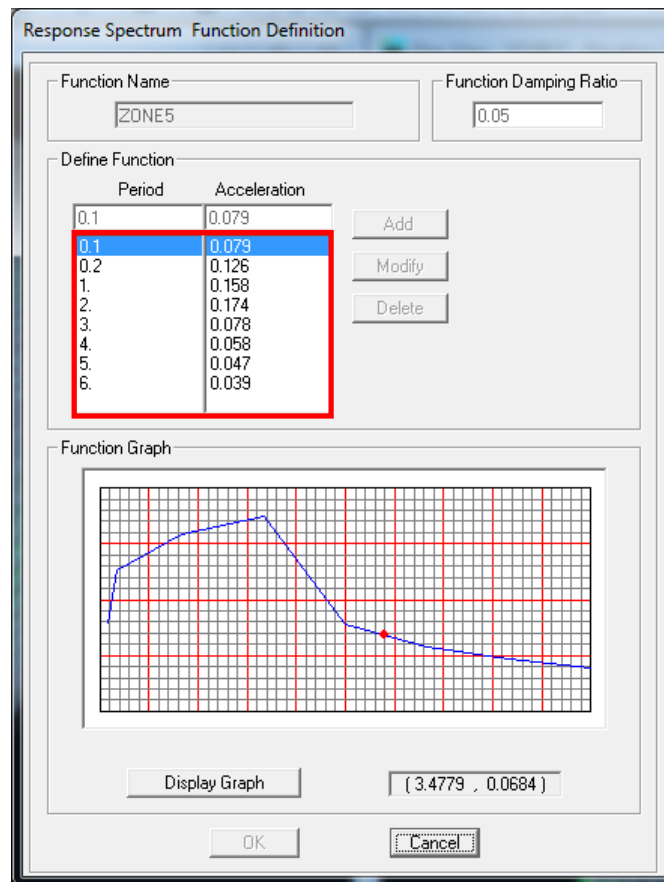 Response Spectrum Function Definition
Function Name
ZONE5
Function Damping Ratio
0.05
Define Function
Period Acceleration
0.1 0.079
Add
0.1 0.079
0.2 0.126
Modify
1. 0.158
2. 0.174
Delete
3. 0.078
4. 0.058
5. 0.047
6. 0.039
Function Graph
Display Graph
( 3.4779 , 0.0684 )
OK
Cancel